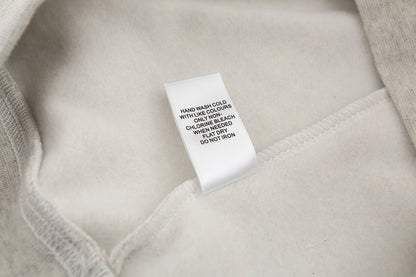 HAND WASH COLD
WITH LIKE COLOURS
ONLY NON-
CHLORINE BLEACH
WHEN NEEDED
FLAT DRY
DO NOT IRON